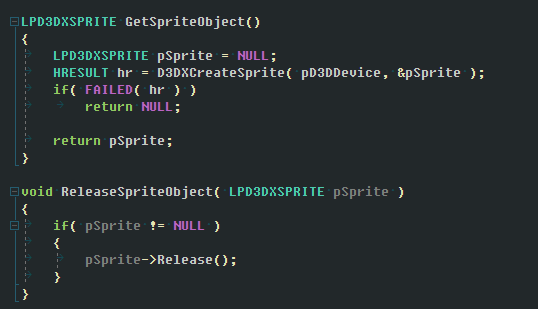 LPD3DXSPRITE GetSpriteObject()
{
    LPD3DXSPRITE pSprite = NULL;
    HRESULT hr = D3DXCreateSprite( pD3DDevice, &pSprite );
    if( FAILED( hr ) )
        return NULL;

    return pSprite;
}

void ReleaseSpriteObject( LPD3DXSPRITE pSprite )
{
    if( pSprite != NULL )
    {
        pSprite->Release();
    }
}